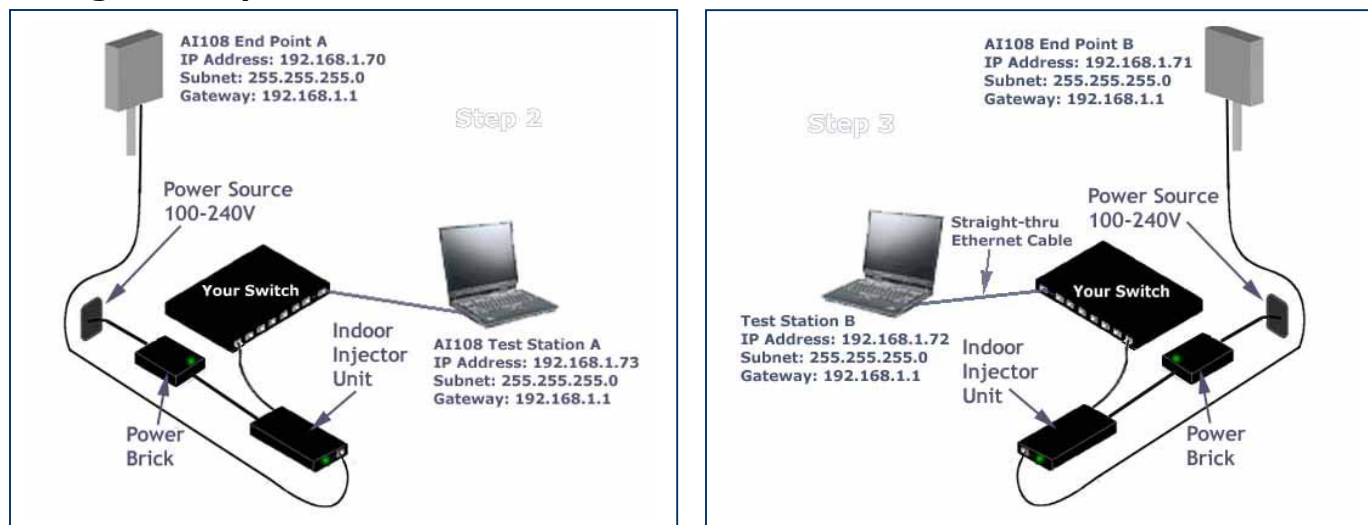 AI108 End Point A
IP Address: 192.168.1.70
Subnet: 255.255.255.0
Gateway: 192.168.1.1
Step 2
Power Source
100-240V
Your Switch
Indoor
Injector
Unit
AI108 Test Station A
IP Address: 192.168.1.73
Subnet: 255.255.255.0
Gateway: 192.168.1.1
Power
Brick
AI108 End Point B
IP Address: 192.168.1.71
Subnet: 255.255.255.0
Gateway: 192.168.1.1
Step 3
Power Source
100-240V
Straight-thru
Ethernet Cable
Your Switch
Test Station B
IP Address: 192.168.1.72
Subnet: 255.255.255.0
Gateway: 192.168.1.1
Indoor
Injector
Unit
Power
Brick